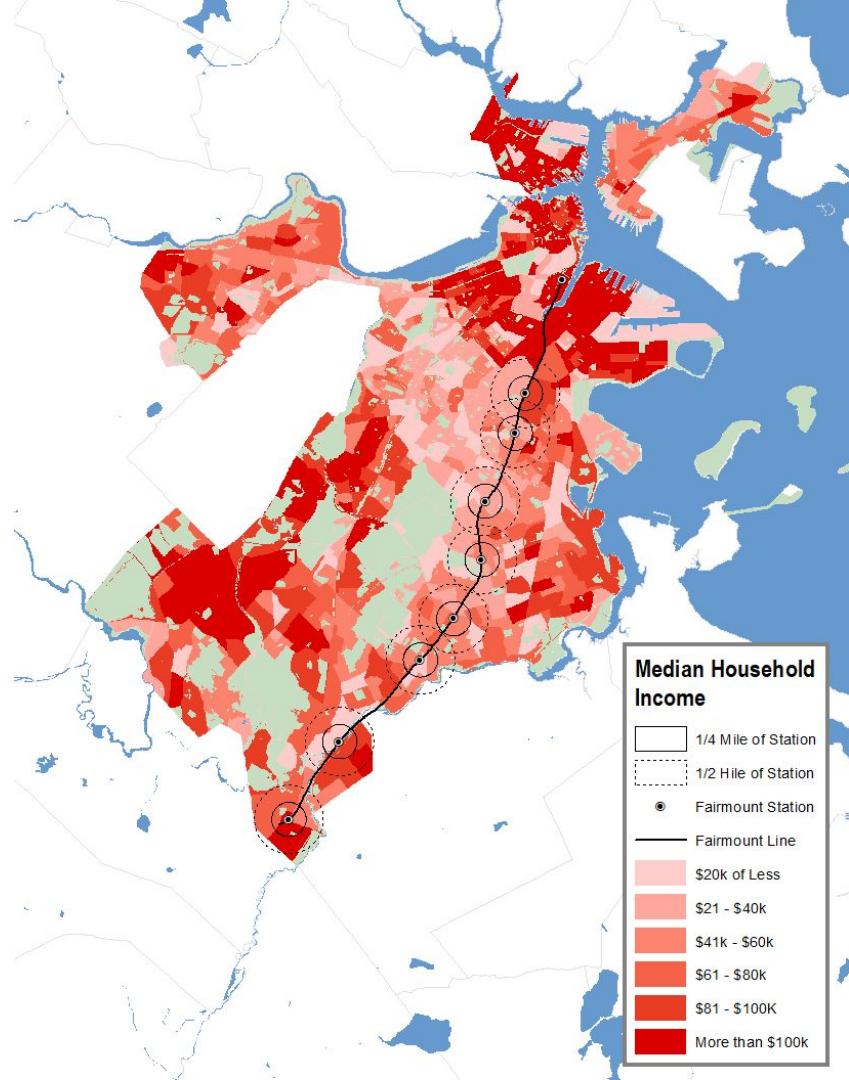 Median Household
Income
1/4 Mile of Station
1/2 Hile of Station
Fairmount Station
Fairmount Line
$20k of Less
$21 - $40k
$41k - $60k
$61 - $80k
$81 - $100K
More than $100k